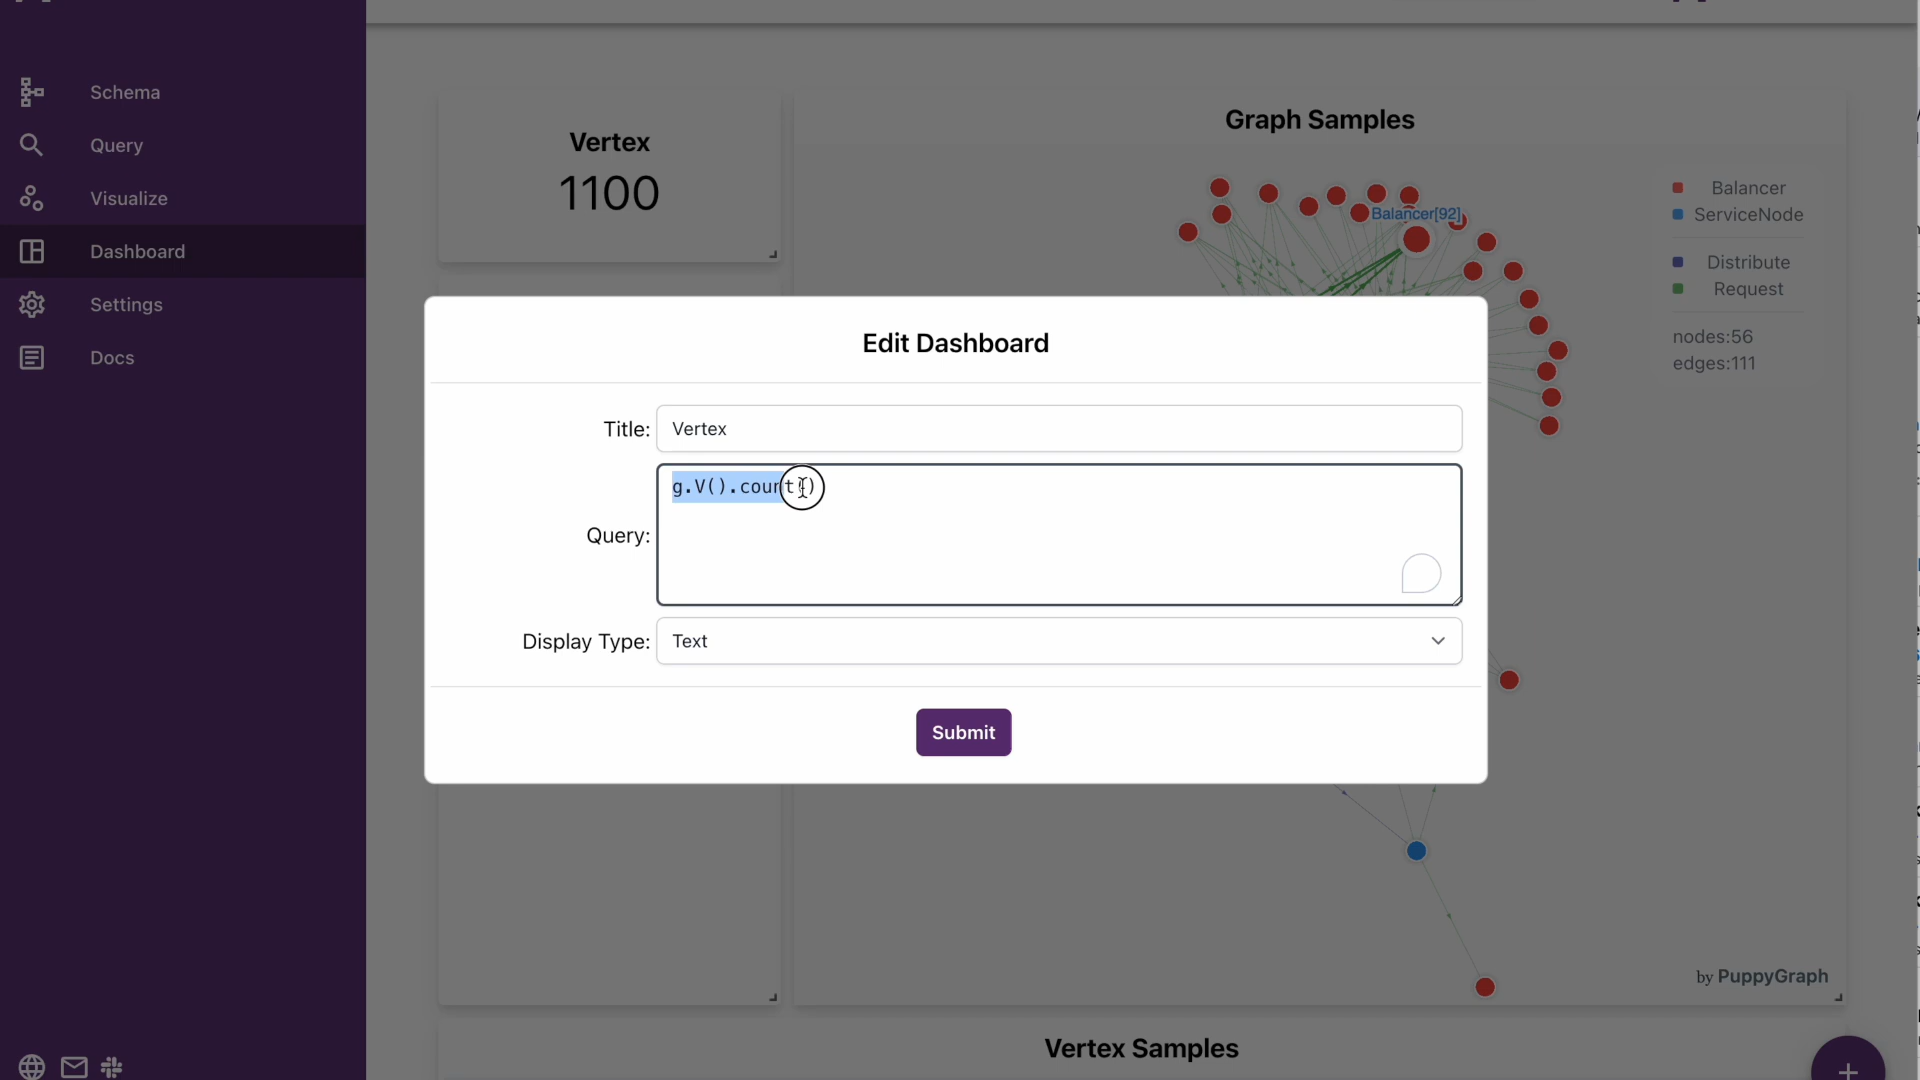 Schema
Query
Visualize
Dashboard
Settings
Docs
Vertex
1100
Graph Samples
Balancer[92]
Balancer
ServiceNode
Distribute
Request
nodes:56
edges:111
Edit Dashboard
Title: Vertex
Query: g.V().count()
Display Type: Text
Submit
by PuppyGraph
Vertex Samples
+